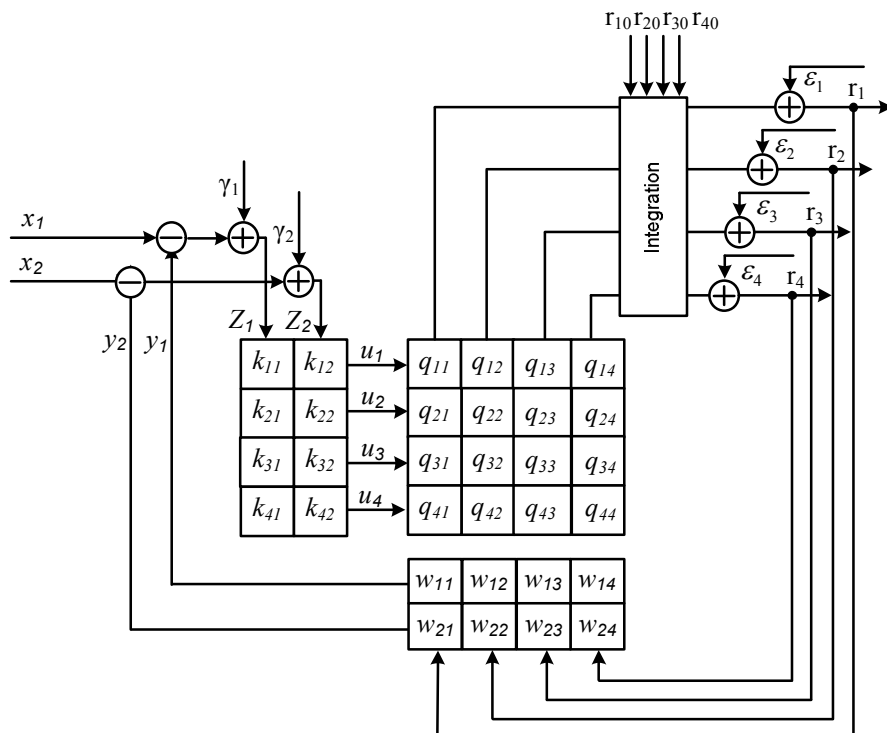 r10 r20 r30 r40
ε1 r1
ε2 r2
γ1
γ2
ε3 r3
x1
x2
Integration
ε4 r4
Z1 Z2
y2 y1
k11 k12 u1 q11 q12 q13 q14
k21 k22 u2 q21 q22 q23 q24
k31 k32 u3 q31 q32 q33 q34
k41 k42 u4 q41 q42 q43 q44
w11 w12 w13 w14
w21 w22 w23 w24